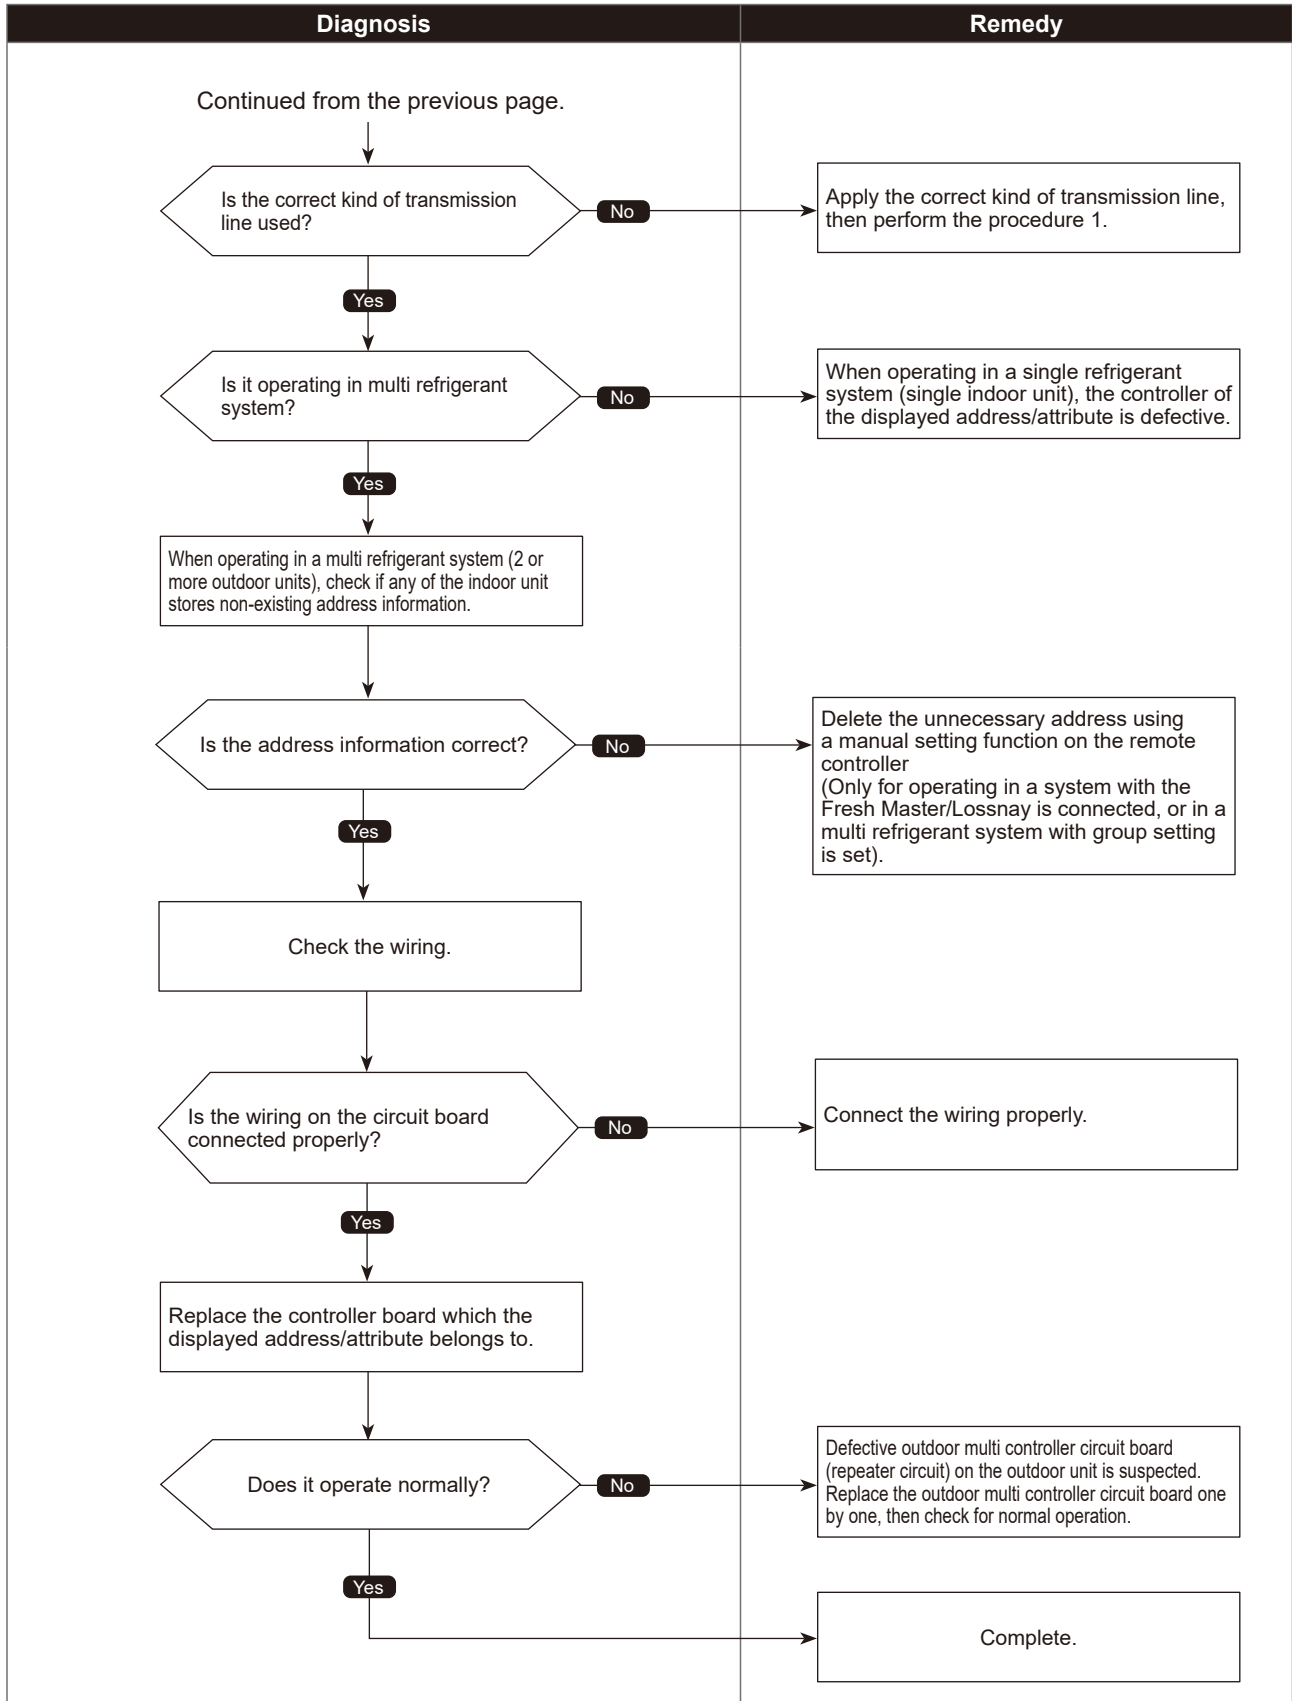 Diagnosis
Remedy
Continued from the previous page.
Is the correct kind of transmission
line used?
No
Apply the correct kind of transmission line,
then perform the procedure 1.
Yes
Is it operating in multi refrigerant
system?
No
When operating in a single refrigerant
system (single indoor unit), the controller of
the displayed address/attribute is defective.
Yes
When operating in a multi refrigerant system (2 or
more outdoor units), check if any of the indoor unit
stores non-existing address information.
Is the address information correct?
No
Delete the unnecessary address using
a manual setting function on the remote
controller
(Only for operating in a system with the
Fresh Master/Lossnay is connected, or in a
multi refrigerant system with group setting
is set).
Yes
Check the wiring.
Is the wiring on the circuit board
connected properly?
No
Connect the wiring properly.
Yes
Replace the controller board which the
displayed address/attribute belongs to.
Does it operate normally?
No
Defective outdoor multi controller circuit board
(repeater circuit) on the outdoor unit is suspected.
Replace the outdoor multi controller circuit board one
by one, then check for normal operation.
Yes
Complete.